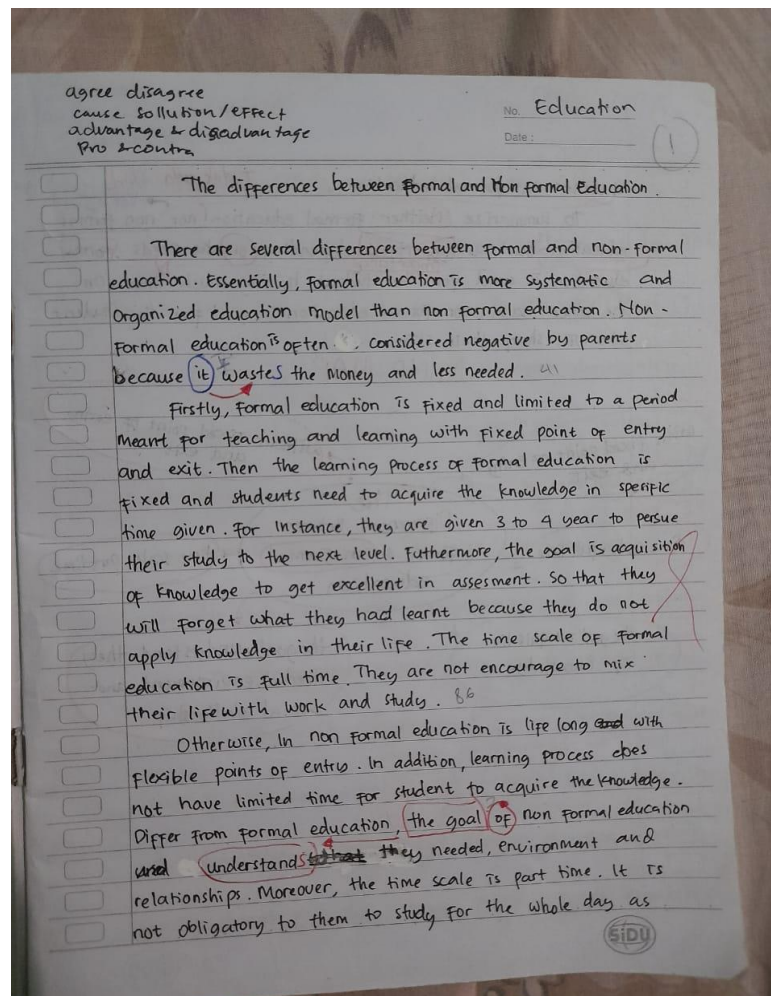 agree disagree
cause sollution/effect
advantage & disadvantage
Pro & contra
No. Education
Date :
1
The differences between formal and Non formal Education.
There are several differences between formal and non-formal
education. Essentially, formal education is more systematic and
organized education model than non formal education. Non-
formal education is often considered negative by parents
because it wastes the money and less needed. 41
Firstly, formal education is fixed and limited to a period
meant for teaching and learning with fixed point of entry
and exit. Then the learning process of formal education is
fixed and students need to acquire the knowledge in spesific
time given. For Instance, they are given 3 to 4 year to persue
their study to the next level. Futhermore, the goal is acquisition
of knowledge to get excellent in assesment. So that they
will forget what they had learnt because they do not
apply knowledge in their life. The time scale of formal
education is full time. They are not encourage to mix
their life with work and study. 86
Otherwise, In non formal education is life long and with
flexible points of entry. In addition, learning process does
not have limited time for student to acquire the knowledge.
Differ from formal education, the goal of non formal education
understands that they needed, environment and
relationships. Moreover, the time scale is part time. It is
not obligatory to them to study for the whole day as
SiDU